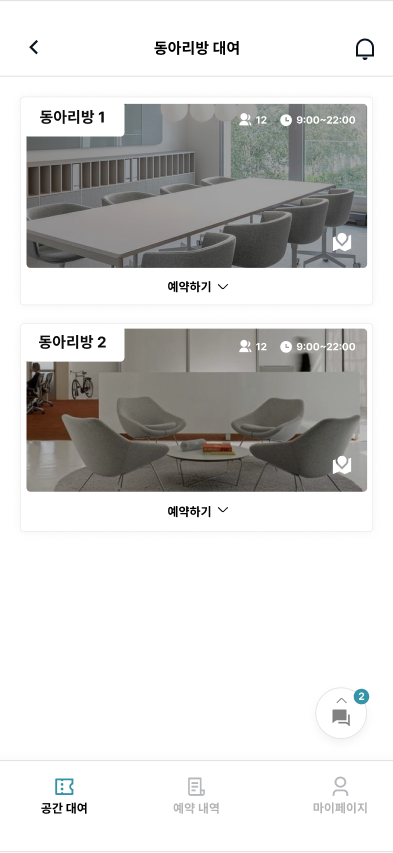 동아리방 대여
동아리방 1
12 9:00~22:00
예약하기
동아리방 2
12 9:00~22:00
예약하기
2
공간 대여 예약 내역 마이페이지